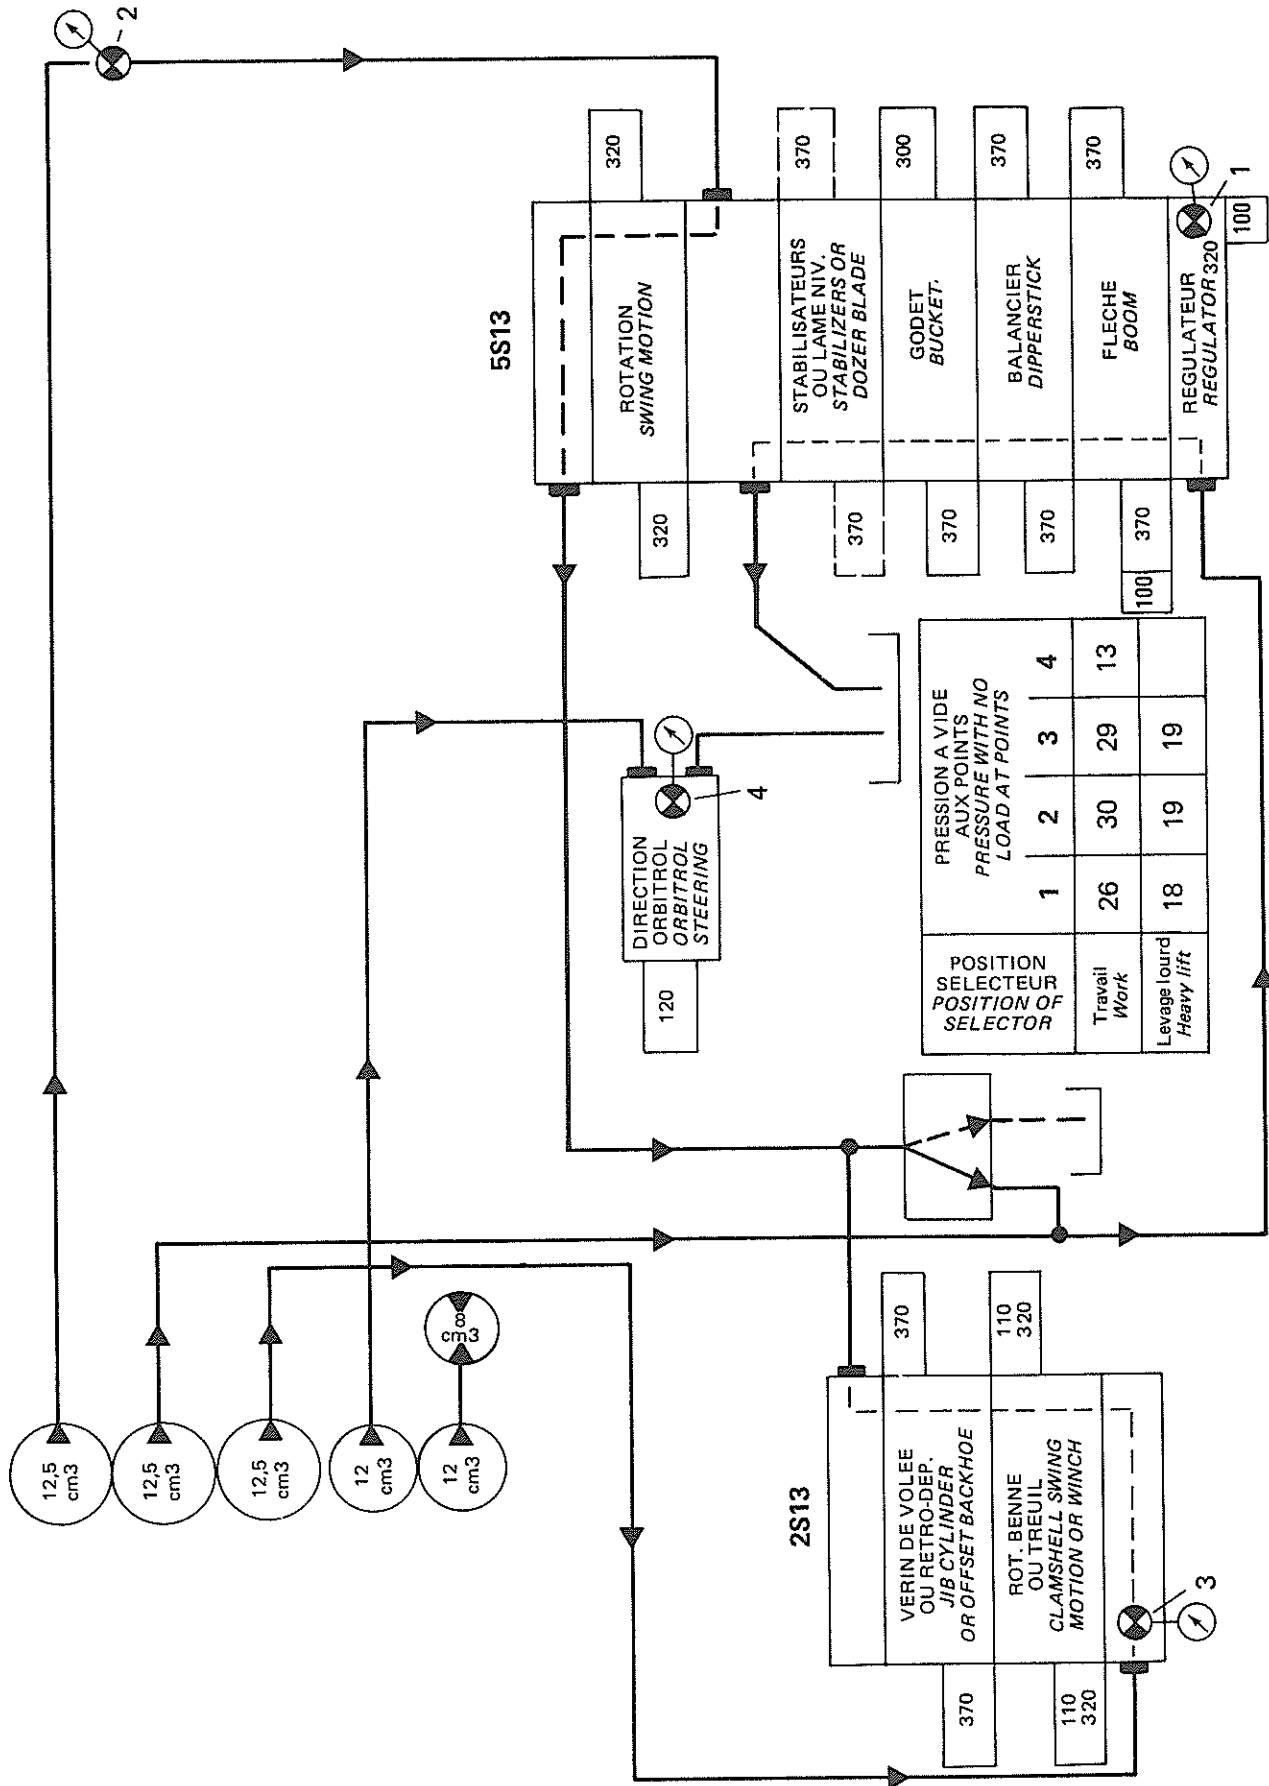 12,5
cm3
12,5
cm3
12,5
cm3
12
cm3
12
cm3
8
cm3
2
5S13
ROTATION
SWING MOTION
320
320
STABILISATEURS
OU LAME NIV.
STABILIZERS OR
DOZER BLADE
370
370
GODET
BUCKET.
370
300
BALANCIER
DIPPERSTICK
370
370
FLECHE
BOOM
100
370
370
REGULATEUR
REGULATOR 320
1
100
DIRECTION
ORBITROL
ORBITROL
STEERING
120
4
2S13
VERIN DE VOLEE
OU RETRO-DEP.
JIB CYLINDER
OR OFFSET BACKHOE
370
370
ROT. BENNE
OU TREUIL
CLAMSHELL SWING
MOTION OR WINCH
110
320
110
320
3
POSITION
SELECTEUR
POSITION OF
SELECTOR
PRESSION A VIDE
AUX POINTS
PRESSURE WITH NO
LOAD AT POINTS
1 2 3 4
Travail
Work
26 30 29 13
Levage lourd
Heavy lift
18 19 19